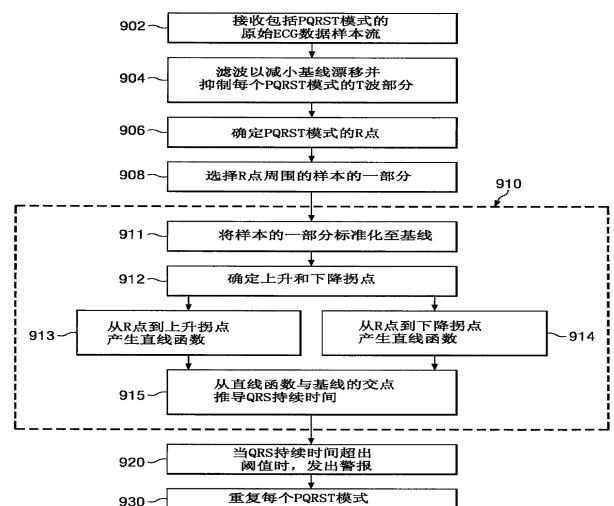 902
接收包括PQRST模式的
原始ECG数据样本流
904
滤波以减小基线漂移并
抑制每个PQRST模式的T波部分
906
确定PQRST模式的R点
908
选择R点周围的样本的一部分
910
911
将样本的一部分标准化至基线
912
确定上升和下降拐点
913
从R点到上升拐点
产生直线函数
从R点到下降拐点
产生直线函数
914
915
从直线函数与基线的交点
推导QRS持续时间
920
当QRS持续时间超出
阈值时，发出警报
930
重复每个PQRST模式